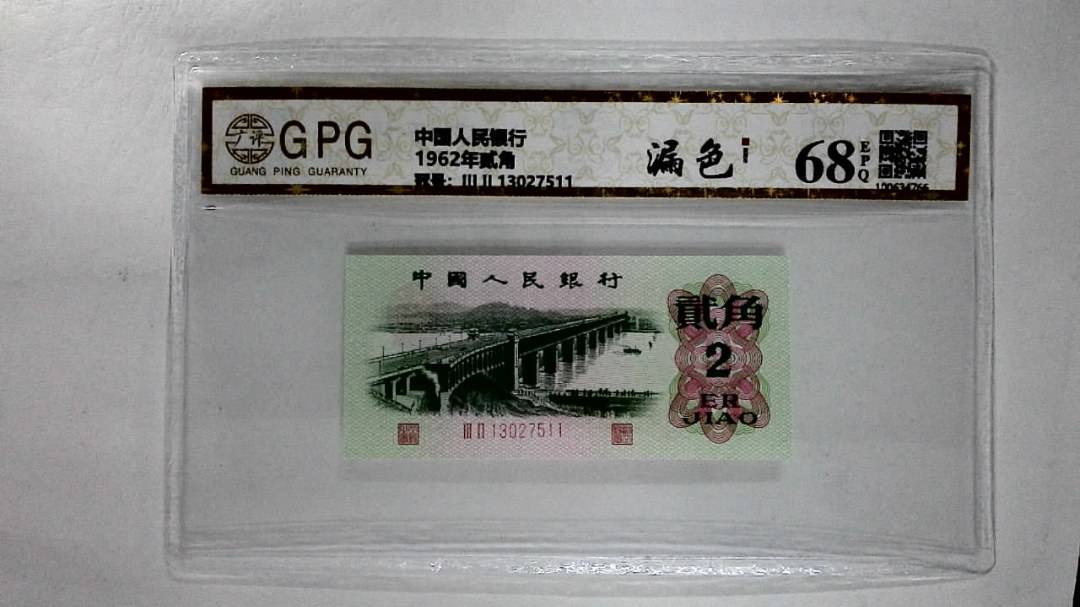 GPG
GUANG PING GUARANTY
中国人民银行
1962年贰角
冠号: III II 13027511
漏色
68
EPQ
中國人民銀行
貳角
2
ER
JIAO
III II 13027511